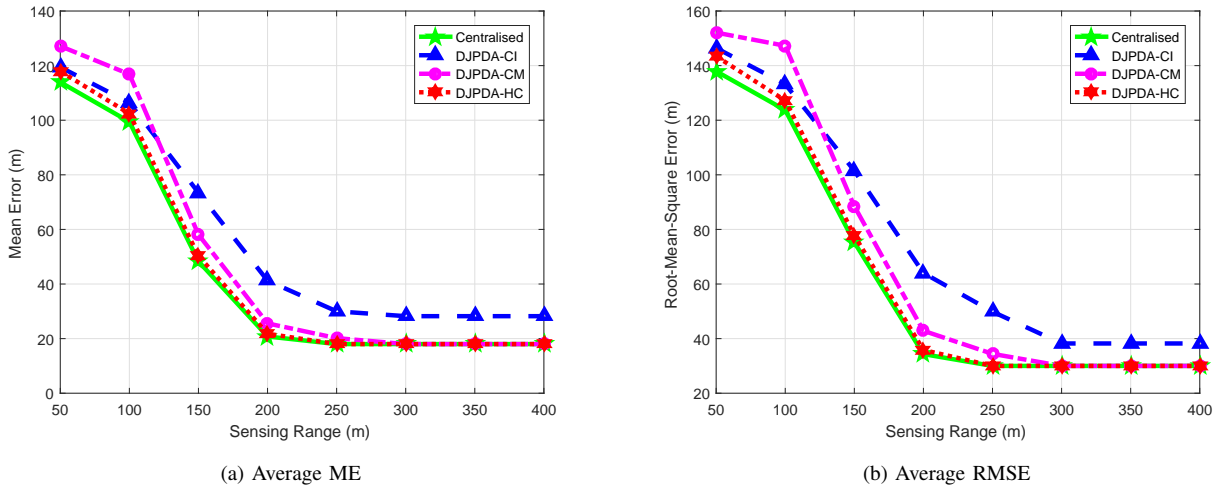 140
120
100
80
60
40
20
0
Mean Error (m)
50 100 150 200 250 300 350 400
Sensing Range (m)
Centralised
DJPDA-CI
DJPDA-CM
DJPDA-HC
(a) Average ME
160
140
120
100
80
60
40
20
Root-Mean-Square Error (m)
50 100 150 200 250 300 350 400
Sensing Range (m)
Centralised
DJPDA-CI
DJPDA-CM
DJPDA-HC
(b) Average RMSE